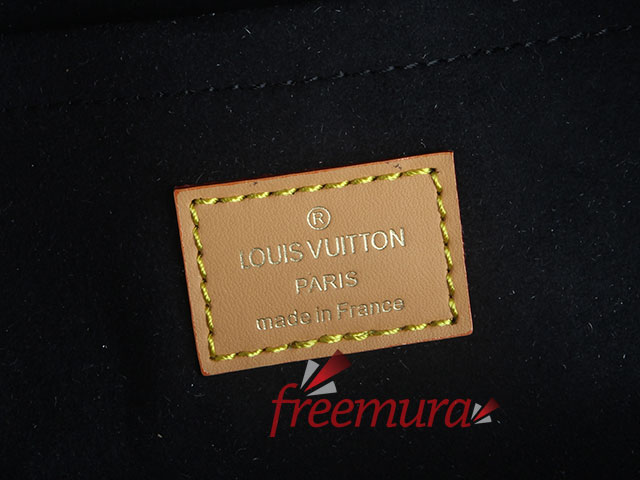 ®
LOUIS VUITTON
PARIS
made in France
freemura